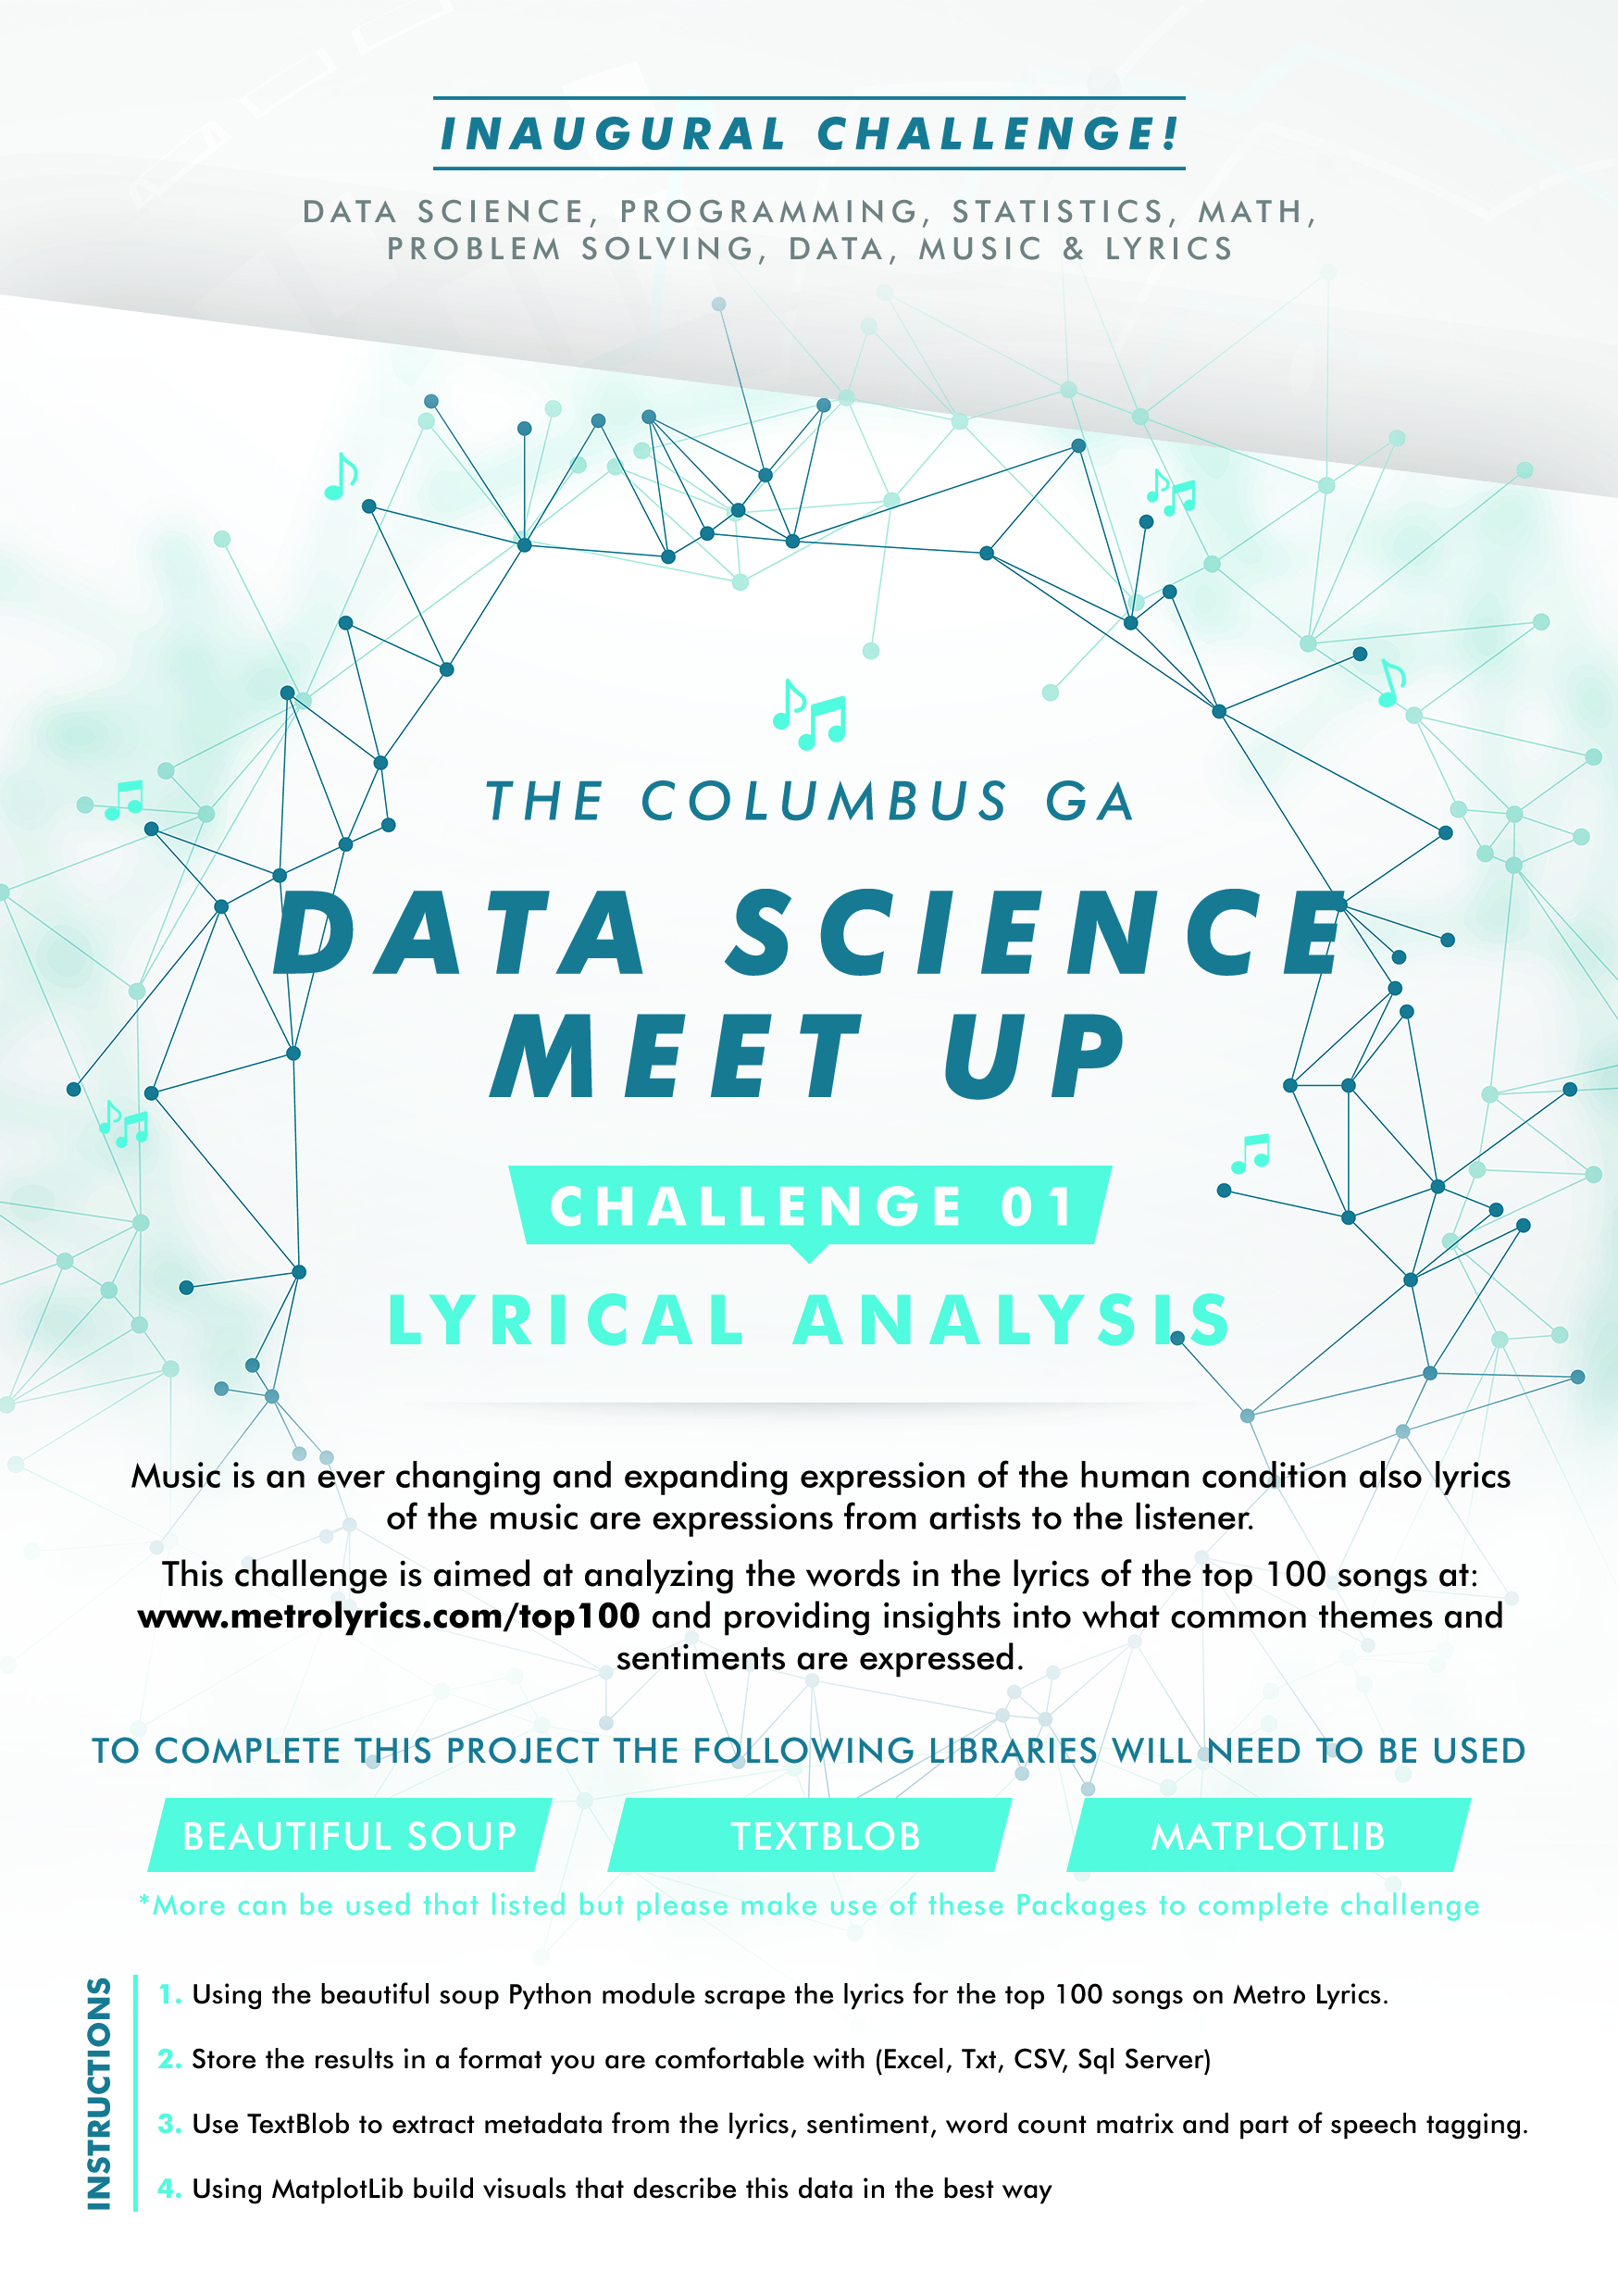 INAUGURAL CHALLENGE!
DATA SCIENCE, PROGRAMMING, STATISTICS, MATH,
PROBLEM SOLVING, DATA, MUSIC & LYRICS
THE COLUMBUS GA
DATA SCIENCE
MEET UP
CHALLENGE 01
LYRICAL ANALYSIS
Music is an ever changing and expanding expression of the human condition also lyrics
of the music are expressions from artists to the listener.
This challenge is aimed at analyzing the words in the lyrics of the top 100 songs at:
www.metrolyrics.com/top100 and providing insights into what common themes and
sentiments are expressed.
TO COMPLETE THIS PROJECT THE FOLLOWING LIBRARIES WILL NEED TO BE USED
BEAUTIFUL SOUP
TEXTBLOB
MATPLOTLIB
*More can be used that listed but please make use of these Packages to complete challenge
INSTRUCTIONS
1. Using the beautiful soup Python module scrape the lyrics for the top 100 songs on Metro Lyrics.
2. Store the results in a format you are comfortable with (Excel, Txt, CSV, Sql Server)
3. Use TextBlob to extract metadata from the lyrics, sentiment, word count matrix and part of speech tagging.
4. Using MatplotLib build visuals that describe this data in the best way